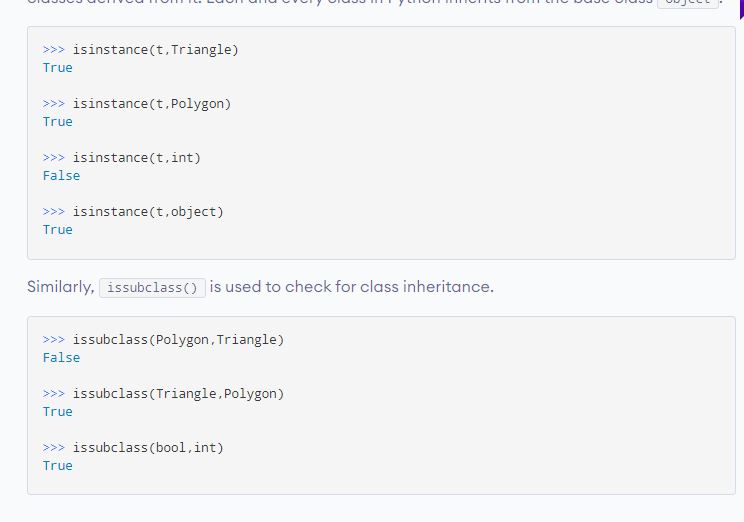 classes derived from it. Each and every class in Python inherits from the base class object.
>>> isinstance(t,Triangle)
True
>>> isinstance(t,Polygon)
True
>>> isinstance(t,int)
False
>>> isinstance(t,object)
True
Similarly, issubclass() is used to check for class inheritance.
>>> issubclass(Polygon,Triangle)
False
>>> issubclass(Triangle,Polygon)
True
>>> issubclass(bool,int)
True